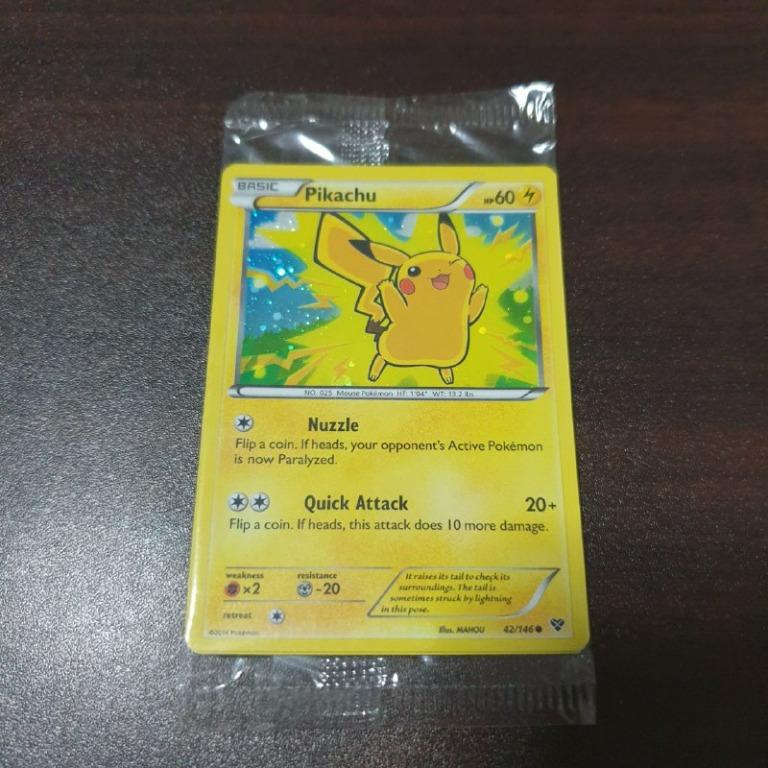 BASIC Pikachu HP60
NO. 025 Mouse Pokémon HT: 1'04" WT: 13.2 lbs
Nuzzle
Flip a coin. If heads, your opponent's Active Pokémon
is now Paralyzed.
Quick Attack 20+
Flip a coin. If heads, this attack does 10 more damage.
weakness resistance
×2 -20
retreat
It raises its tail to check its
surroundings. The tail is
sometimes struck by lightning
in this pose.
©2014 Pokémon Illus. MAHOU 42/146